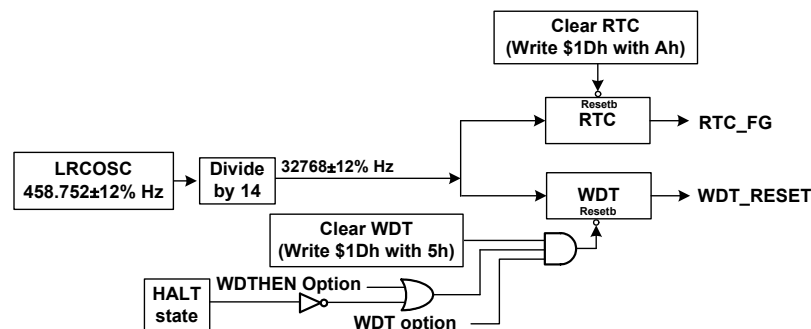 Clear RTC
(Write $1Dh with Ah)
Resetb
RTC
RTC_FG
LRCOSC
458.752±12% Hz
Divide
by 14
32768±12% Hz
WDT
Resetb
WDT_RESET
Clear WDT
(Write $1Dh with 5h)
HALT
state
WDTHEN Option
WDT option